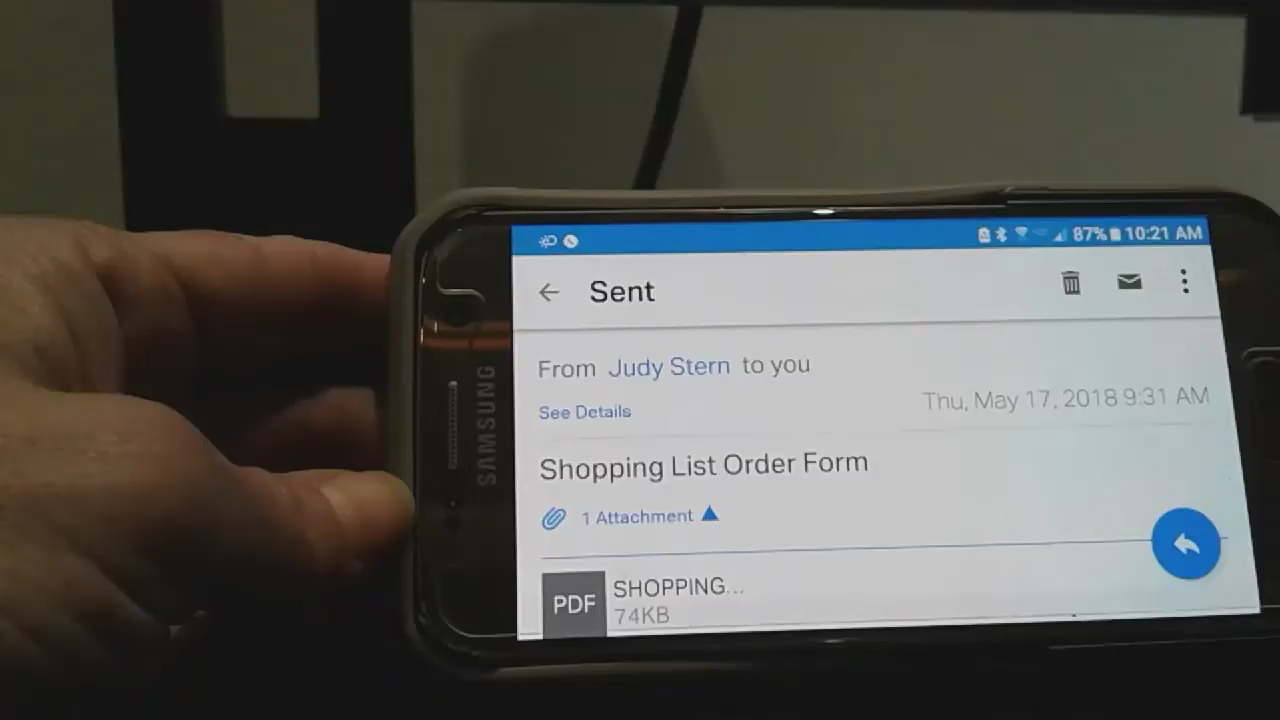 87% 10:21 AM
Sent
From Judy Stern to you
See Details
Thu, May 17, 2018 9:31 AM
Shopping List Order Form
1 Attachment
PDF
SHOPPING...
74KB
SAMSUNG